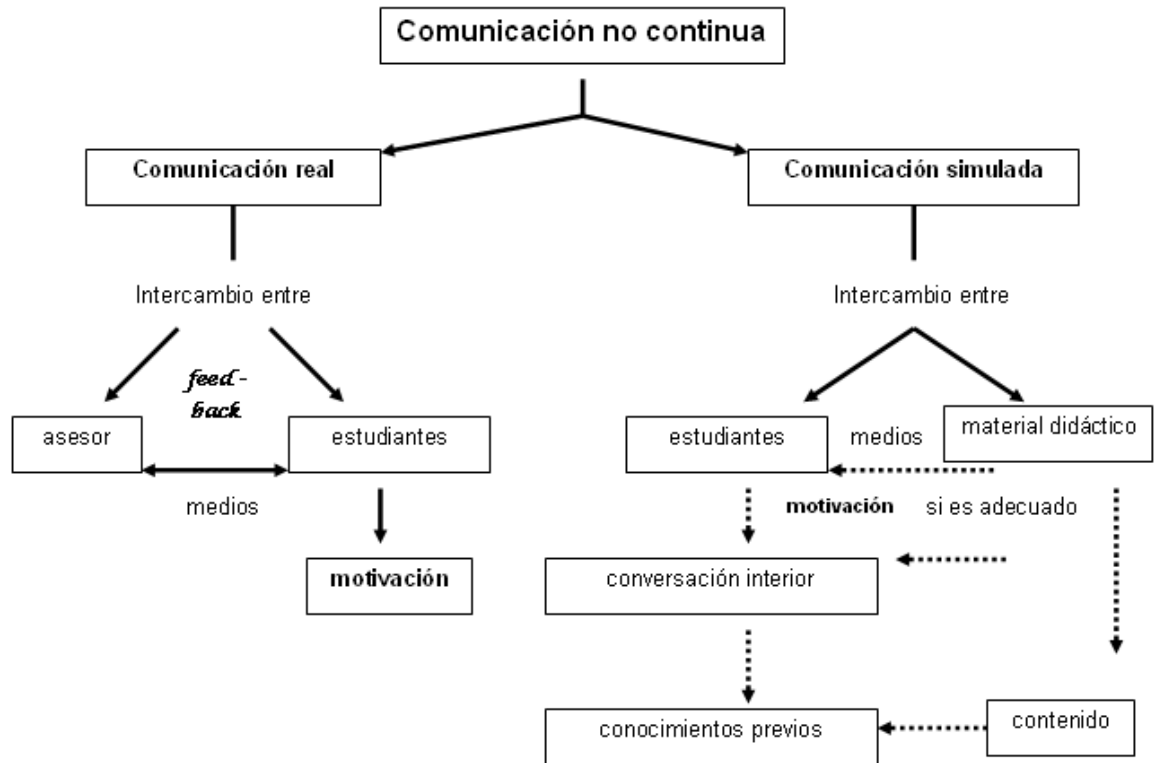 Comunicación no continua
Comunicación real
Comunicación simulada
Intercambio entre
Intercambio entre
feed-
back
asesor
estudiantes
medios
motivación
estudiantes
medios
material didáctico
motivación
si es adecuado
conversación interior
conocimientos previos
contenido